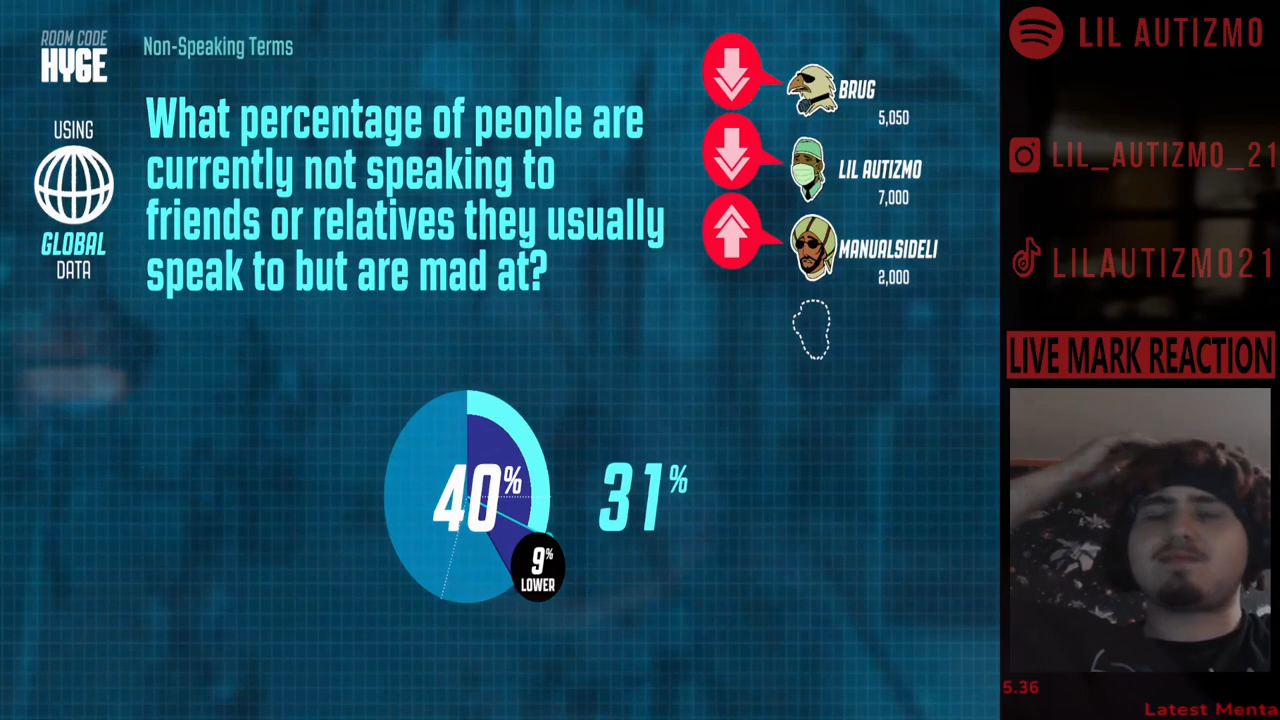 ROOM CODE
HYGE
Non-Speaking Terms
USING
GLOBAL
DATA
What percentage of people are
currently not speaking to
friends or relatives they usually
speak to but are mad at?
BRUG
5,050
LIL AUTIZMO
7,000
MANUALSIDELI
2,000
40%
31%
9%
LOWER
LIL AUTIZMO
LIL_AUTIZMO_21
LILAUTIZMO21
LIVE MARK REACTION
5.36
Latest Menta